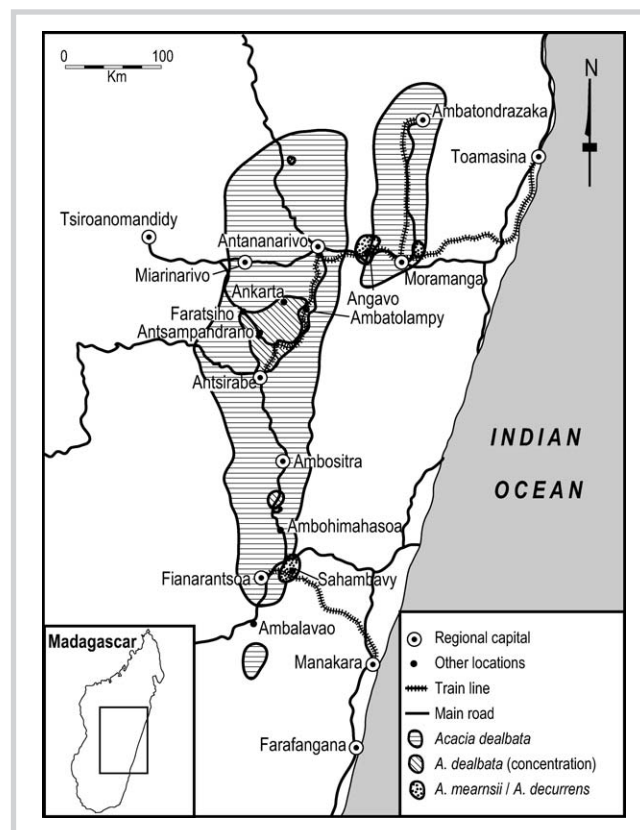 0 100
Km
N
Ambatondrazaka
Toamasina
Tsiroanomandidy
Antananarivo
Miarinarivo
Moramanga
Ankarta
Angavo
Faratsiho
Ambatolampy
Antsampandrano
Antsirabe
INDIAN
OCEAN
Ambositra
Ambohimahasoa
Fianarantsoa
Sahambavy
Ambalavao
Manakara
Farafangana
Madagascar
Regional capital
Other locations
Train line
Main road
Acacia dealbata
A. dealbata (concentration)
A. mearnsii / A. decurrens